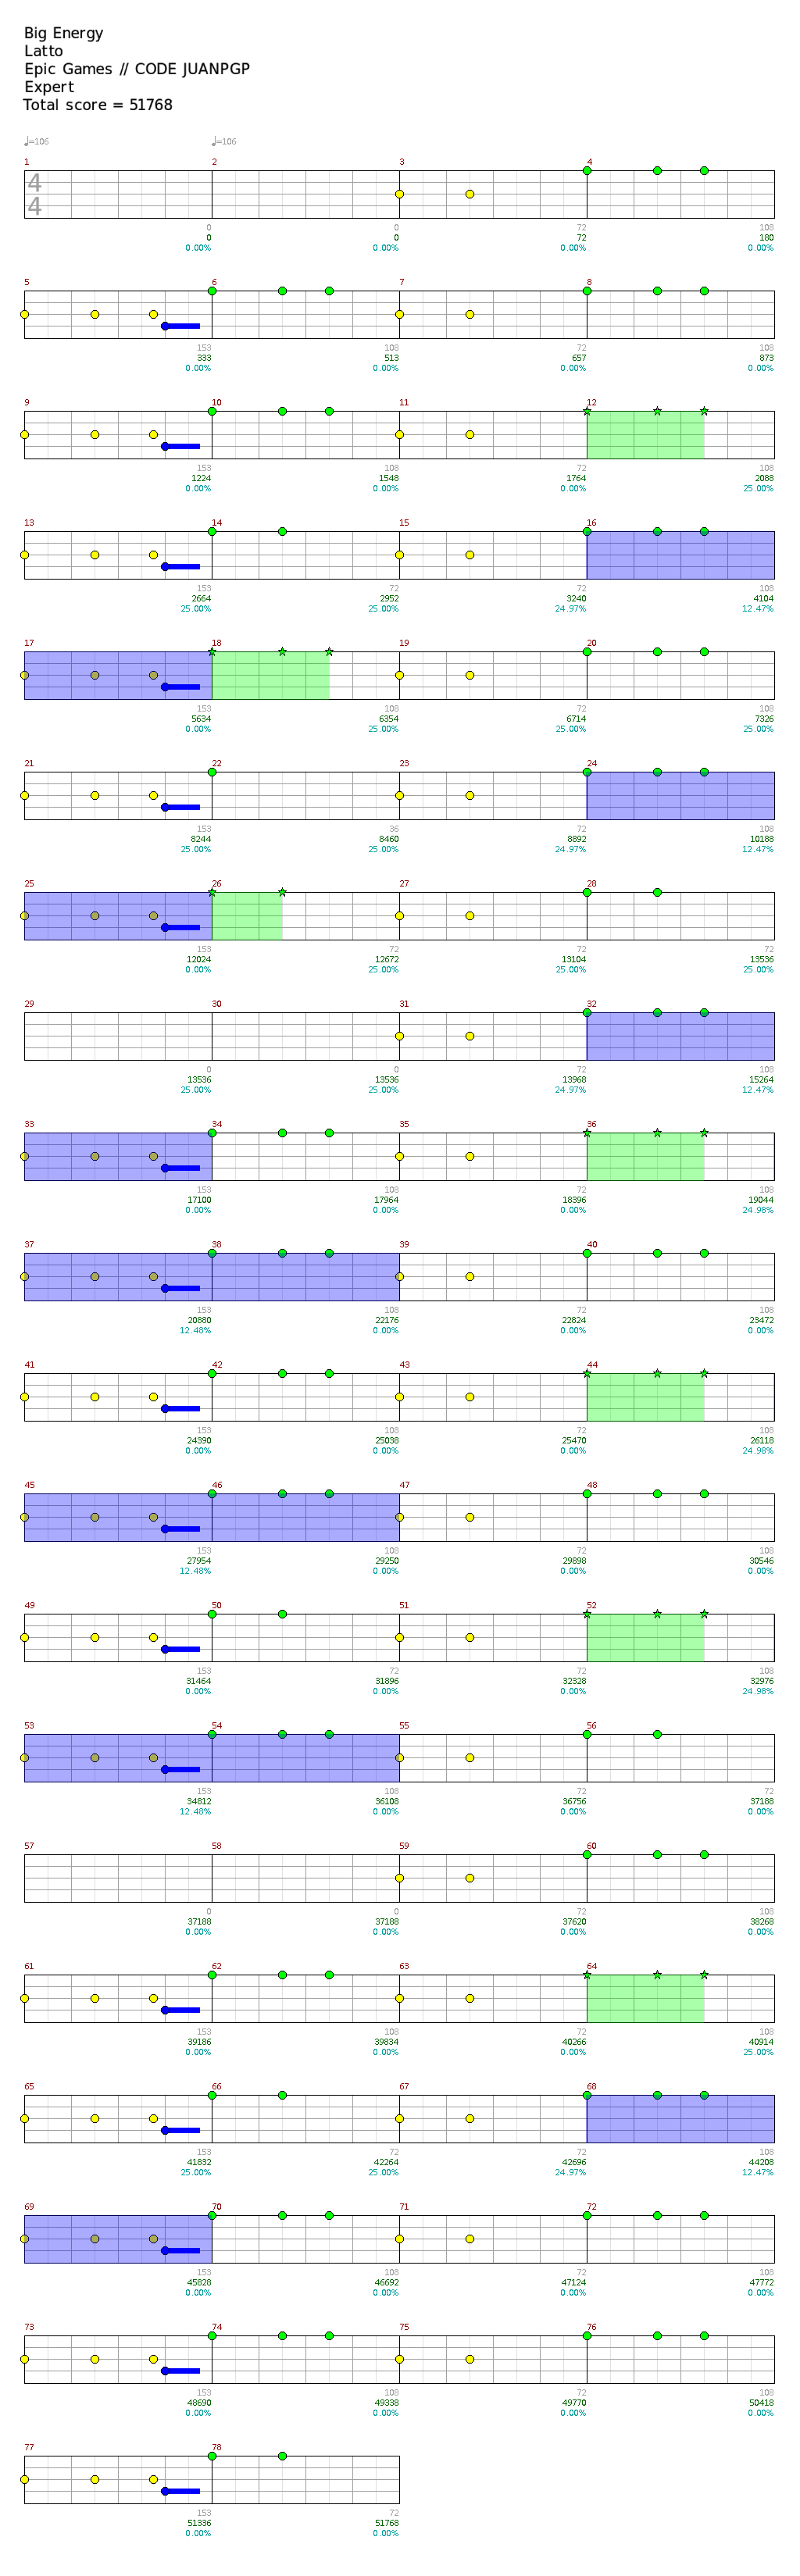 Big Energy
Latto
Epic Games // CODE JUANPGP
Expert
Total score = 51768
♩=106 ♩=106
1 2 3 4
4
4
0 0 72 108
0 0 72 180
0.00% 0.00% 0.00% 0.00%
5 6 7 8
153 108 72 108
333 513 657 873
0.00% 0.00% 0.00% 0.00%
9 10 11 12
153 108 72 108
1224 1548 1764 2088
0.00% 0.00% 0.00% 25.00%
13 14 15 16
153 72 72 108
2664 2952 3240 4104
25.00% 25.00% 24.97% 12.47%
17 18 19 20
153 108 72 108
5634 6354 6714 7326
0.00% 25.00% 25.00% 25.00%
21 22 23 24
153 36 72 108
8244 8460 8892 10188
25.00% 25.00% 24.97% 12.47%
25 26 27 28
153 72 72 72
12024 12672 13104 13536
0.00% 25.00% 25.00% 25.00%
29 30 31 32
0 0 72 108
13536 13536 13968 15264
25.00% 25.00% 24.97% 12.47%
33 34 35 36
153 108 72 108
17100 17964 18396 19044
0.00% 0.00% 0.00% 24.98%
37 38 39 40
153 108 72 108
20880 22176 22824 23472
12.48% 0.00% 0.00% 0.00%
41 42 43 44
153 108 72 108
24390 25038 25470 26118
0.00% 0.00% 0.00% 24.98%
45 46 47 48
153 108 72 108
27954 29250 29898 30546
12.48% 0.00% 0.00% 0.00%
49 50 51 52
153 72 72 108
31464 31896 32328 32976
0.00% 0.00% 0.00% 24.98%
53 54 55 56
153 108 72 72
34812 36108 36756 37188
12.48% 0.00% 0.00% 0.00%
57 58 59 60
0 0 72 108
37188 37188 37620 38268
0.00% 0.00% 0.00% 0.00%
61 62 63 64
153 108 72 108
39186 39834 40266 40914
0.00% 0.00% 0.00% 25.00%
65 66 67 68
153 72 72 108
41832 42264 42696 44208
25.00% 25.00% 24.97% 12.47%
69 70 71 72
153 108 72 108
45828 46692 47124 47772
0.00% 0.00% 0.00% 0.00%
73 74 75 76
153 108 72 108
48690 49338 49770 50418
0.00% 0.00% 0.00% 0.00%
77 78
153 72
51336 51768
0.00% 0.00%